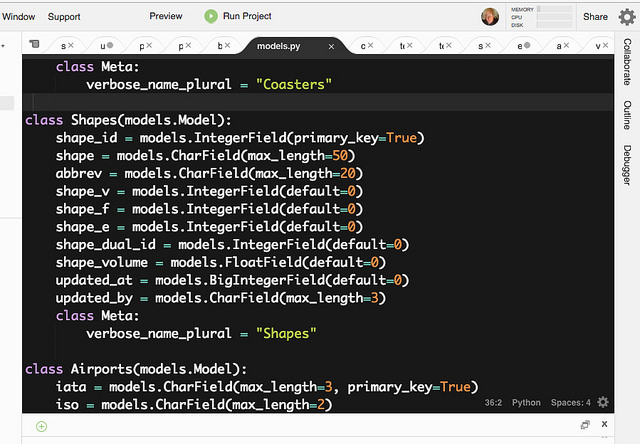 Window Support Preview Run Project MEMORY CPU DISK Share
s u p p b models.py × c t t s e a v
class Meta:
verbose_name_plural = "Coasters"
class Shapes(models.Model):
shape_id = models.IntegerField(primary_key=True)
shape = models.CharField(max_length=50)
abbrev = models.CharField(max_length=20)
shape_v = models.IntegerField(default=0)
shape_f = models.IntegerField(default=0)
shape_e = models.IntegerField(default=0)
shape_dual_id = models.IntegerField(default=0)
shape_volume = models.FloatField(default=0)
updated_at = models.BigIntegerField(default=0)
updated_by = models.CharField(max_length=3)
class Meta:
verbose_name_plural = "Shapes"
class Airports(models.Model):
iata = models.CharField(max_length=3, primary_key=True)
iso = models.CharField(max_length=2)
36:2 Python Spaces: 4
Collaborate
Outline
Debugger